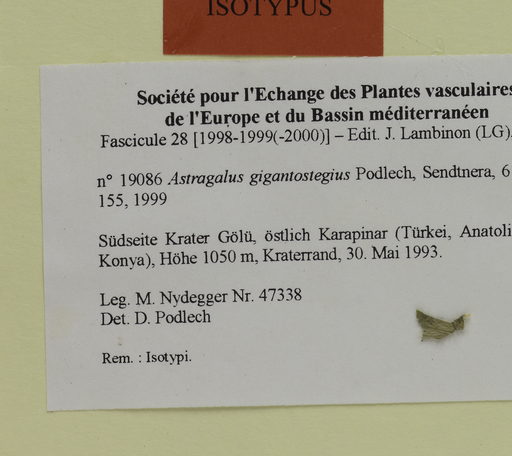 ISOTYPUS
Société pour l'Echange des Plantes vasculaires
de l'Europe et du Bassin méditerranéen
Fascicule 28 [1998-1999(-2000)] – Edit. J. Lambinon (LG),
n° 19086 Astragalus gigantostegius Podlech, Sendtnera, 6
155, 1999
Südseite Krater Gölü, östlich Karapinar (Türkei, Anatoli
Konya), Höhe 1050 m, Kraterrand, 30. Mai 1993.
Leg. M. Nydegger Nr. 47338
Det. D. Podlech
Rem. : Isotypi.